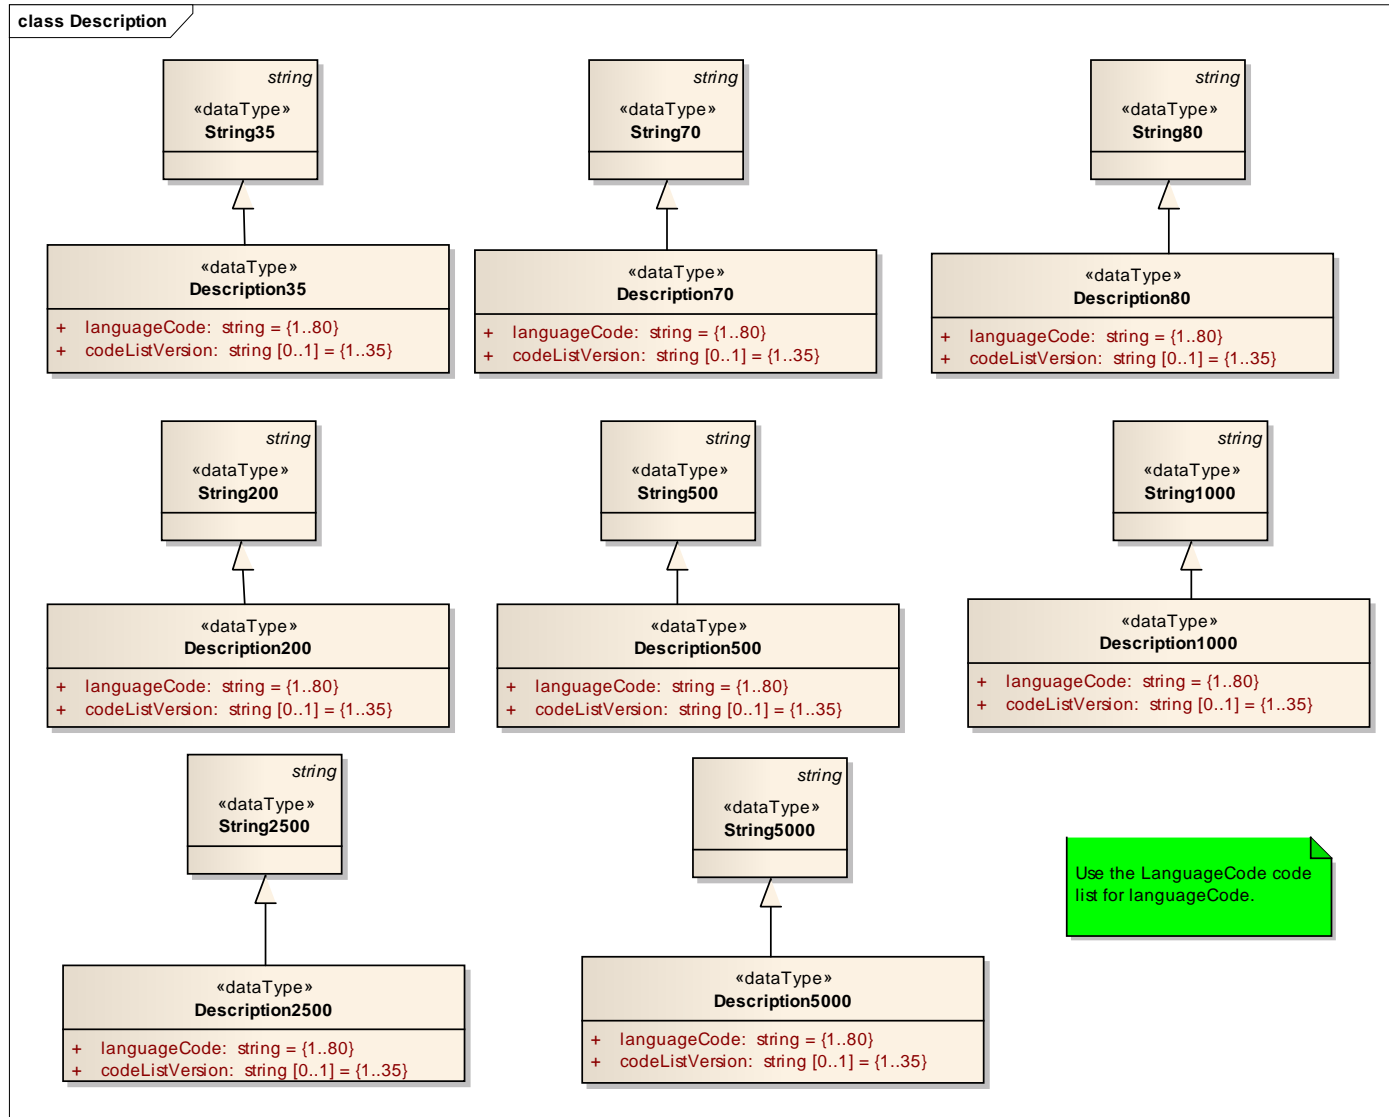 class Description
string
«dataType»
String35
string
«dataType»
String70
string
«dataType»
String80
«dataType»
Description35
+ languageCode: string = {1..80}
+ codeListVersion: string [0..1] = {1..35}
«dataType»
Description70
+ languageCode: string = {1..80}
+ codeListVersion: string [0..1] = {1..35}
«dataType»
Description80
+ languageCode: string = {1..80}
+ codeListVersion: string [0..1] = {1..35}
string
«dataType»
String200
string
«dataType»
String500
string
«dataType»
String1000
«dataType»
Description200
+ languageCode: string = {1..80}
+ codeListVersion: string [0..1] = {1..35}
«dataType»
Description500
+ languageCode: string = {1..80}
+ codeListVersion: string [0..1] = {1..35}
«dataType»
Description1000
+ languageCode: string = {1..80}
+ codeListVersion: string [0..1] = {1..35}
string
«dataType»
String2500
string
«dataType»
String5000
Use the LanguageCode code
list for languageCode.
«dataType»
Description2500
+ languageCode: string = {1..80}
+ codeListVersion: string [0..1] = {1..35}
«dataType»
Description5000
+ languageCode: string = {1..80}
+ codeListVersion: string [0..1] = {1..35}